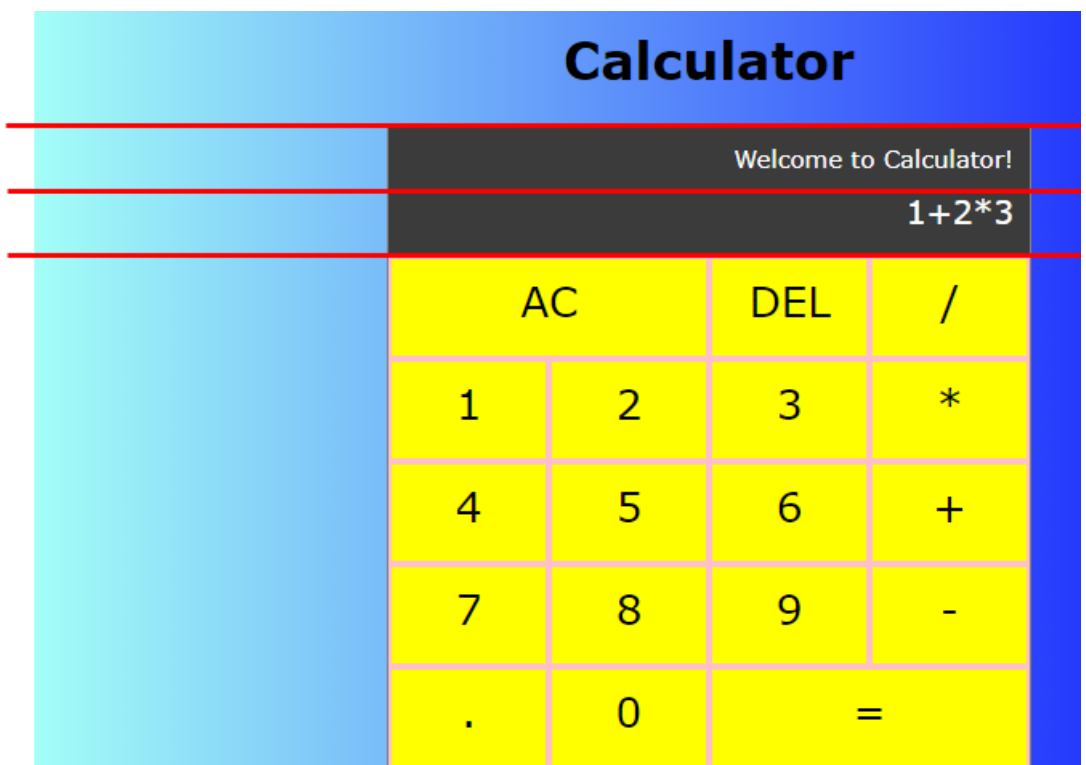 Calculator
Welcome to Calculator!
1+2*3
AC DEL /
1 2 3 *
4 5 6 +
7 8 9 -
. 0 =